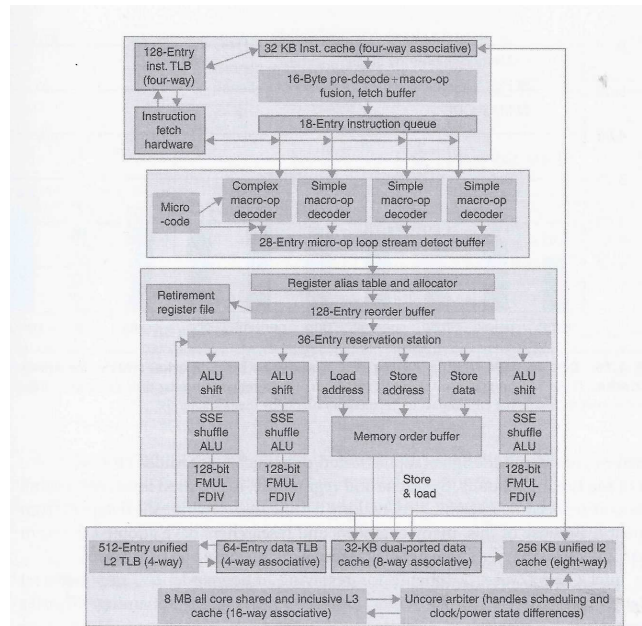 128-Entry
inst. TLB
(four-way)
32 KB Inst. cache (four-way associative)
16-Byte pre-decode+macro-op
fusion, fetch buffer
Instruction
fetch
hardware
18-Entry instruction queue
Micro
-code
Complex
macro-op
decoder
Simple
macro-op
decoder
Simple
macro-op
decoder
Simple
macro-op
decoder
28-Entry micro-op loop stream detect buffer
Register alias table and allocator
Retirement
register file
128-Entry reorder buffer
36-Entry reservation station
ALU
shift
ALU
shift
Load
address
Store
address
Store
data
ALU
shift
SSE
shuffle
ALU
SSE
shuffle
ALU
Memory order buffer
SSE
shuffle
ALU
128-bit
FMUL
FDIV
128-bit
FMUL
FDIV
Store
& load
128-bit
FMUL
FDIV
512-Entry unified
L2 TLB (4-way)
64-Entry data TLB
(4-way associative)
32-KB dual-ported data
cache (8-way associative)
256 KB unified l2
cache (eight-way)
8 MB all core shared and inclusive L3
cache (16-way associative)
Uncore arbiter (handles scheduling and
clock/power state differences)